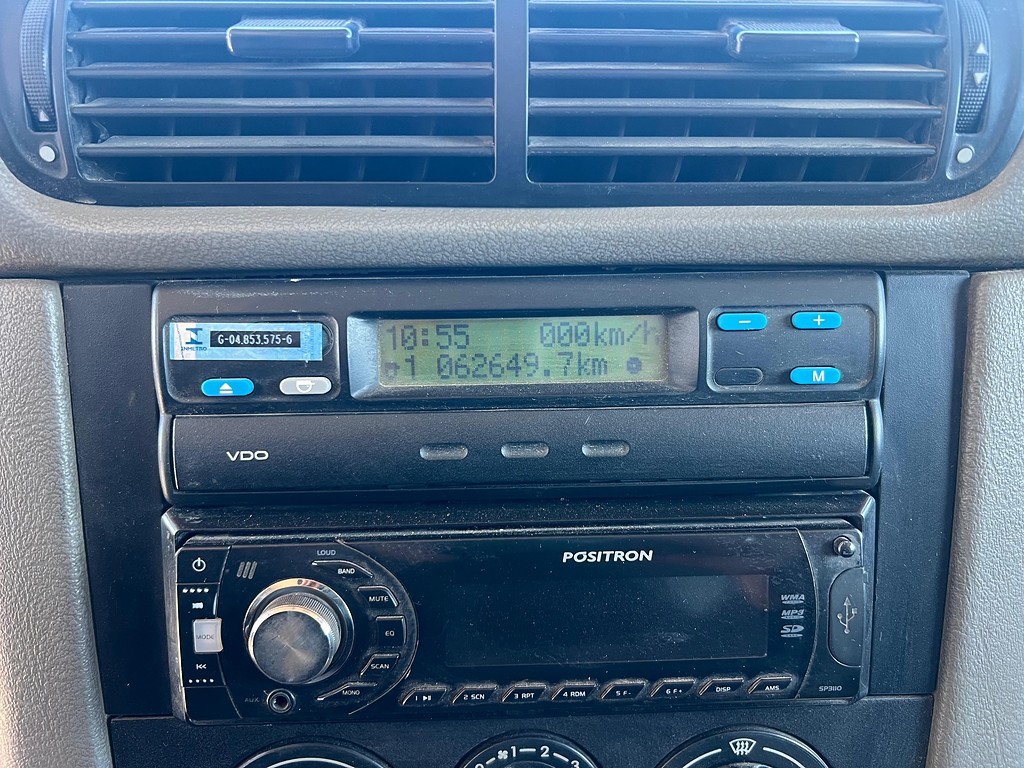 INMETRO G-04.853.575-6
10:55 000km/h
1 062649.7km
- +
M
VDO
POSITRON
LOUD
BAND
MUTE
EQ
SCAN
MONO
MODE
AUX
WMA
MP3
SD
1 2 SCN 3 RPT 4 RDM 5 F- 6 F+ DISP AMS
SP3110
0 1 2 3